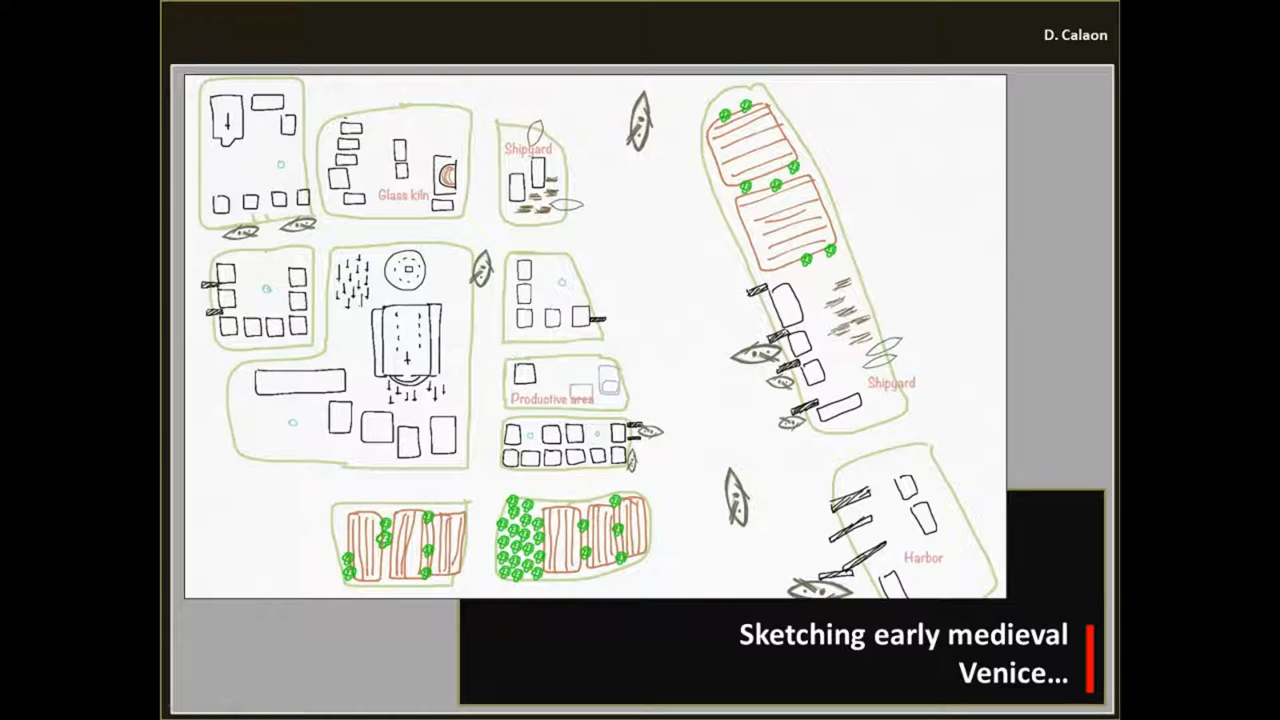 D. Calaon
Shipyard
Glass kiln
Shipyard
Productive area
Harbor
Sketching early medieval
Venice...